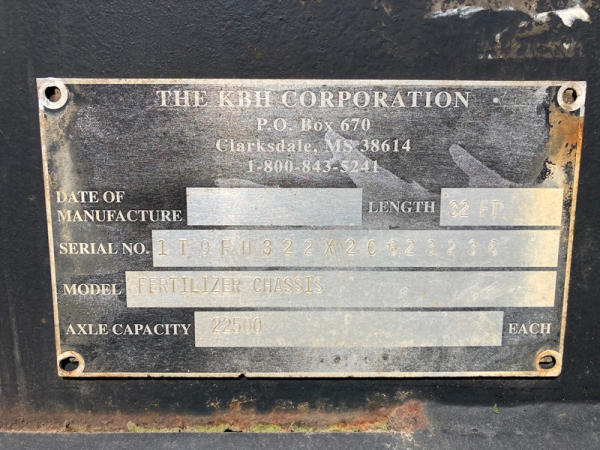 THE KBH CORPORATION
P.O. Box 670
Clarksdale, MS 38614
1-800-843-5241
DATE OF MANUFACTURE
LENGTH 32 FT
SERIAL NO.
MODEL FERTILIZER CHASSIS
AXLE CAPACITY 22500 EACH